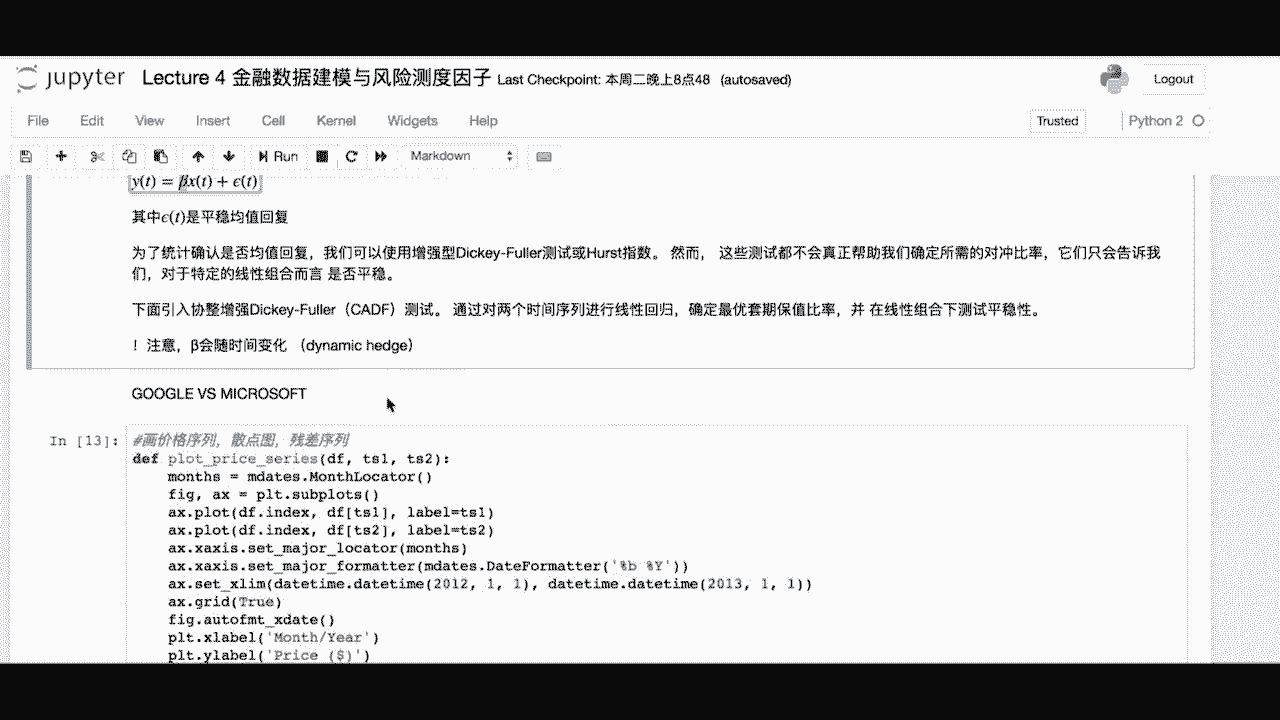 jupyter Lecture 4 金融数据建模与风险测度因子 Last Checkpoint: 本周二晚上8点48 (autosaved) Logout
File Edit View Insert Cell Kernel Widgets Help Trusted Python 2
Run Markdown
y(t) = βx(t) + ϵ(t)
其中ϵ(t)是平稳均值回复
为了统计确认是否均值回复，我们可以使用增强型Dickey-Fuller测试或Hurst指数。 然而， 这些测试都不会真正帮助我们确定所需的对冲比率，它们只会告诉我
们，对于特定的线性组合而言 是否平稳。
下面引入协整增强Dickey-Fuller（CADF）测试。 通过对两个时间序列进行线性回归，确定最优套期保值比率，并 在线性组合下测试平稳性。
！注意，β会随时间变化 （dynamic hedge）
GOOGLE VS MICROSOFT
In [13]: #画价格序列，散点图，残差序列
def plot_price_series(df, ts1, ts2):
months = mdates.MonthLocator()
fig, ax = plt.subplots()
ax.plot(df.index, df[ts1], label=ts1)
ax.plot(df.index, df[ts2], label=ts2)
ax.xaxis.set_major_locator(months)
ax.xaxis.set_major_formatter(mdates.DateFormatter('%b %Y'))
ax.set_xlim(datetime.datetime(2012, 1, 1), datetime.datetime(2013, 1, 1))
ax.grid(True)
fig.autofmt_xdate()
plt.xlabel('Month/Year')
plt.ylabel('Price ($)')